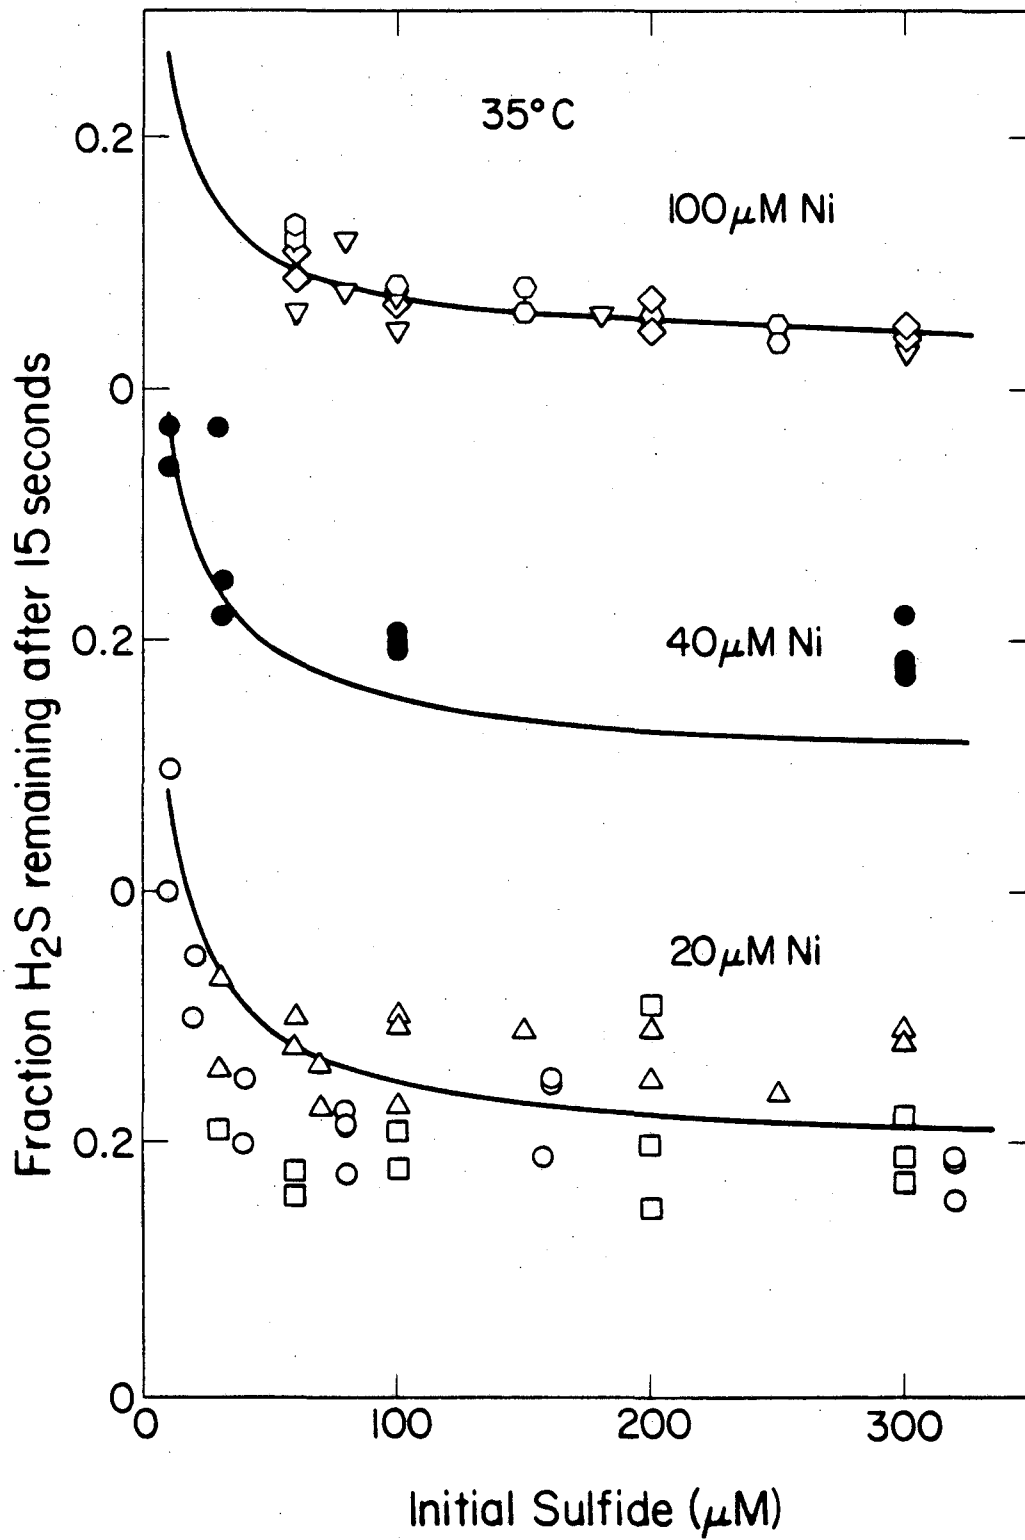 35°C
0.2
100μM Ni
0
0.2
40μM Ni
0
20μM Ni
0.2
0
0 100 200 300
Initial Sulfide (μM)
Fraction H₂S remaining after 15 seconds